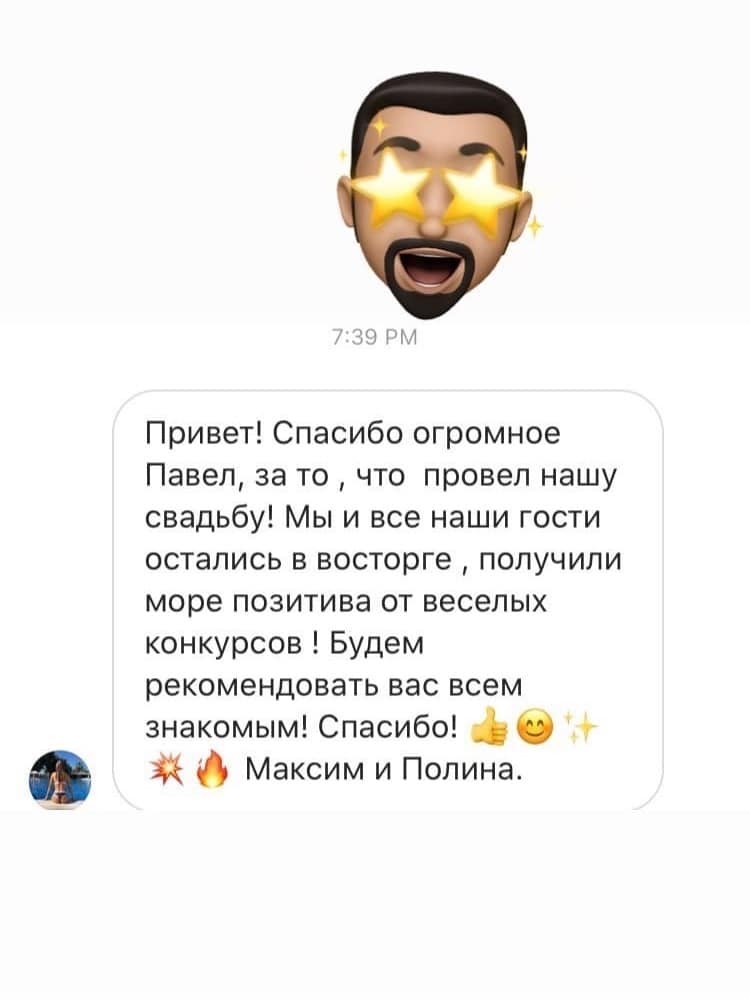 7:39 PM
Привет! Спасибо огромное
Павел, за то , что  провел нашу
свадьбу! Мы и все наши гости
остались в восторге , получили
море позитива от веселых
конкурсов ! Будем
рекомендовать вас всем
знакомым! Спасибо! 👍😊✨
💥🔥 Максим и Полина.